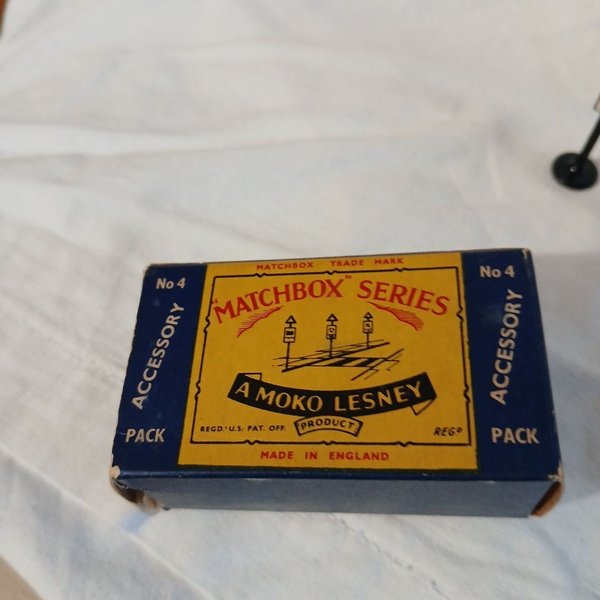 MATCHBOX TRADE MARK
No 4
ACCESSORY
PACK
"MATCHBOX" SERIES
A MOKO LESNEY
PRODUCT
REGD. U.S. PAT. OFF.
REGD
MADE IN ENGLAND
No 4
ACCESSORY
PACK